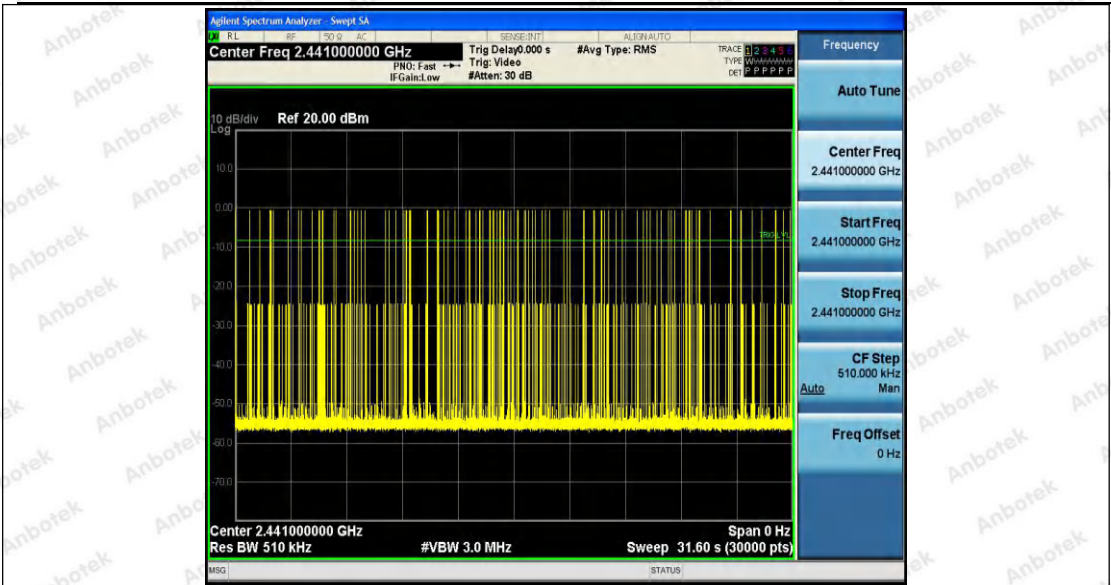 Agilent Spectrum Analyzer - Swept SA
RL RF 50 Ω AC SENSE:INT ALIGN AUTO
Center Freq 2.441000000 GHz
PNO: Fast
IFGain:Low
Trig Delay0.000 s
Trig: Video
#Atten: 30 dB
#Avg Type: RMS
TRACE 1 2 3 4 5 6
TYPE
DET P P P P P P
10 dB/div Ref 20.00 dBm
Log
10.0
0.00
TRIG LVL
-10.0
-20.0
-30.0
-40.0
-50.0
-60.0
-70.0
Center 2.441000000 GHz Span 0 Hz
Res BW 510 kHz #VBW 3.0 MHz Sweep 31.60 s (30000 pts)
MSG STATUS
Frequency
Auto Tune
Center Freq
2.441000000 GHz
Start Freq
2.441000000 GHz
Stop Freq
2.441000000 GHz
CF Step
510.000 kHz
Auto Man
Freq Offset
0 Hz
Anbotek